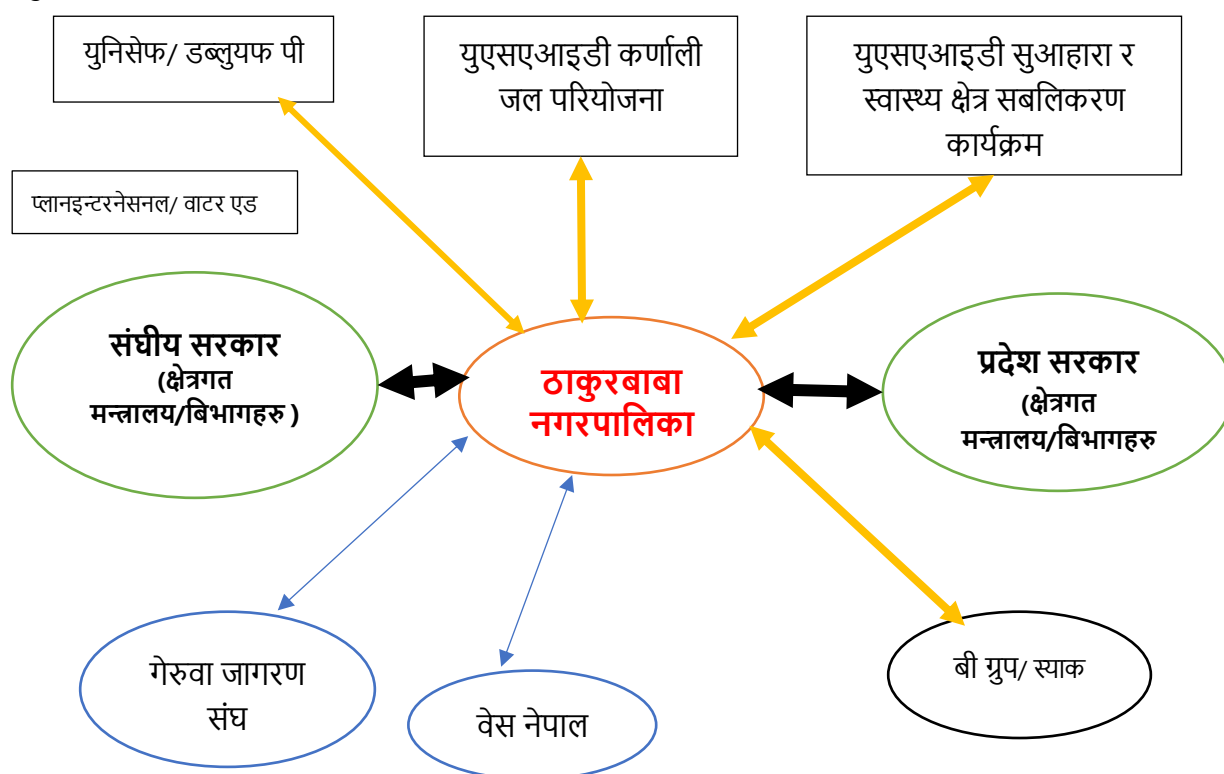 युनिसेफ/ डब्लुयफ पी
युएसएआइडी कर्णाली
जल परियोजना
युएसएआइडी सुआहारा र
स्वास्थ्य क्षेत्र सबलिकरण
कार्यक्रम
प्लानइन्टरनेसनल/ वाटर एड
संघीय सरकार
(क्षेत्रगत
मन्त्रालय/बिभागहरु )
ठाकुरबाबा
नगरपालिका
प्रदेश सरकार
(क्षेत्रगत
मन्त्रालय/बिभागहरु
गेरुवा जागरण
संघ
वेस नेपाल
बी ग्रुप/ स्याक